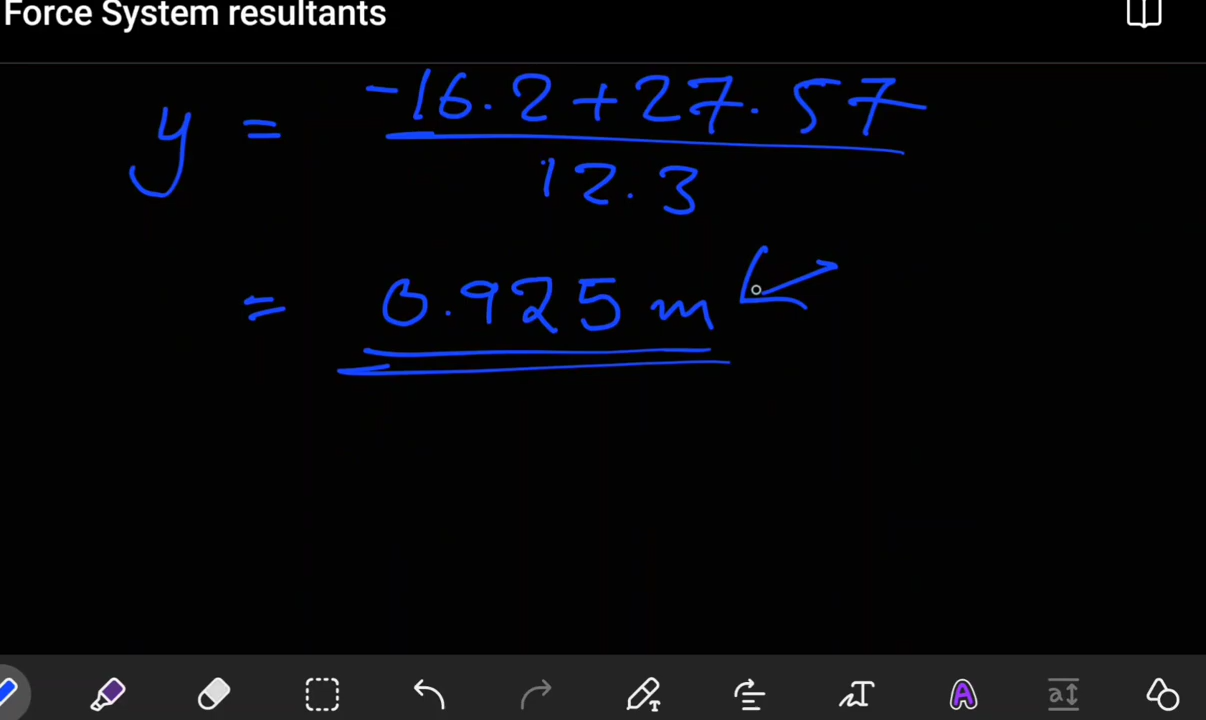 Force System resultants
y = -16.2+27.57
12.3
= 0.925 m